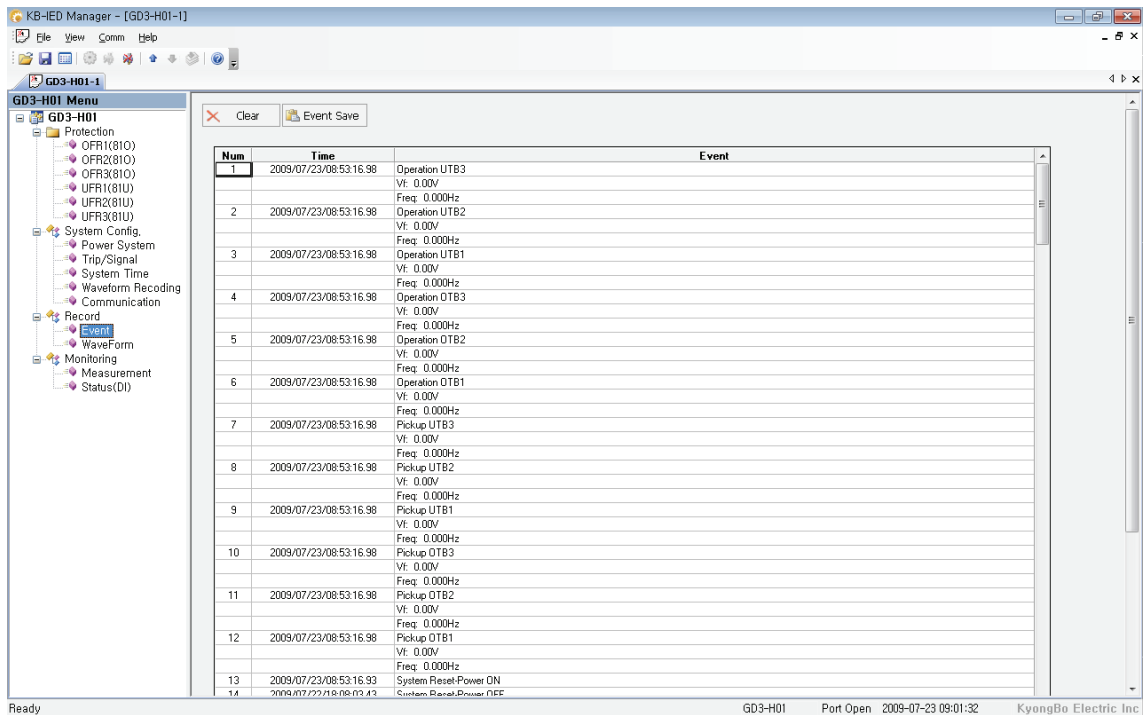 KB-IED Manager - [GD3-H01-1]
File View Comm Help
GD3-H01-1
GD3-H01 Menu
GD3-H01
Protection
OFR1(81O)
OFR2(81O)
OFR3(81O)
UFR1(81U)
UFR2(81U)
UFR3(81U)
System Config.
Power System
Trip/Signal
System Time
Waveform Recoding
Communication
Record
Event
WaveForm
Monitoring
Measurement
Status(DI)
Clear Event Save
Num Time Event
1 2009/07/23/08:53:16.98 Operation UTB3
Vf: 0.00V
Freq: 0.000Hz
2 2009/07/23/08:53:16.98 Operation UTB2
Vf: 0.00V
Freq: 0.000Hz
3 2009/07/23/08:53:16.98 Operation UTB1
Vf: 0.00V
Freq: 0.000Hz
4 2009/07/23/08:53:16.98 Operation OTB3
Vf: 0.00V
Freq: 0.000Hz
5 2009/07/23/08:53:16.98 Operation OTB2
Vf: 0.00V
Freq: 0.000Hz
6 2009/07/23/08:53:16.98 Operation OTB1
Vf: 0.00V
Freq: 0.000Hz
7 2009/07/23/08:53:16.98 Pickup UTB3
Vf: 0.00V
Freq: 0.000Hz
8 2009/07/23/08:53:16.98 Pickup UTB2
Vf: 0.00V
Freq: 0.000Hz
9 2009/07/23/08:53:16.98 Pickup UTB1
Vf: 0.00V
Freq: 0.000Hz
10 2009/07/23/08:53:16.98 Pickup OTB3
Vf: 0.00V
Freq: 0.000Hz
11 2009/07/23/08:53:16.98 Pickup OTB2
Vf: 0.00V
Freq: 0.000Hz
12 2009/07/23/08:53:16.98 Pickup OTB1
Vf: 0.00V
Freq: 0.000Hz
13 2009/07/23/08:53:16.93 System Reset-Power ON
14 2009/07/22/18:08:03.43 System Reset-Power OFF
Ready GD3-H01 Port Open 2009-07-23 09:01:32 KyongBo Electric Inc